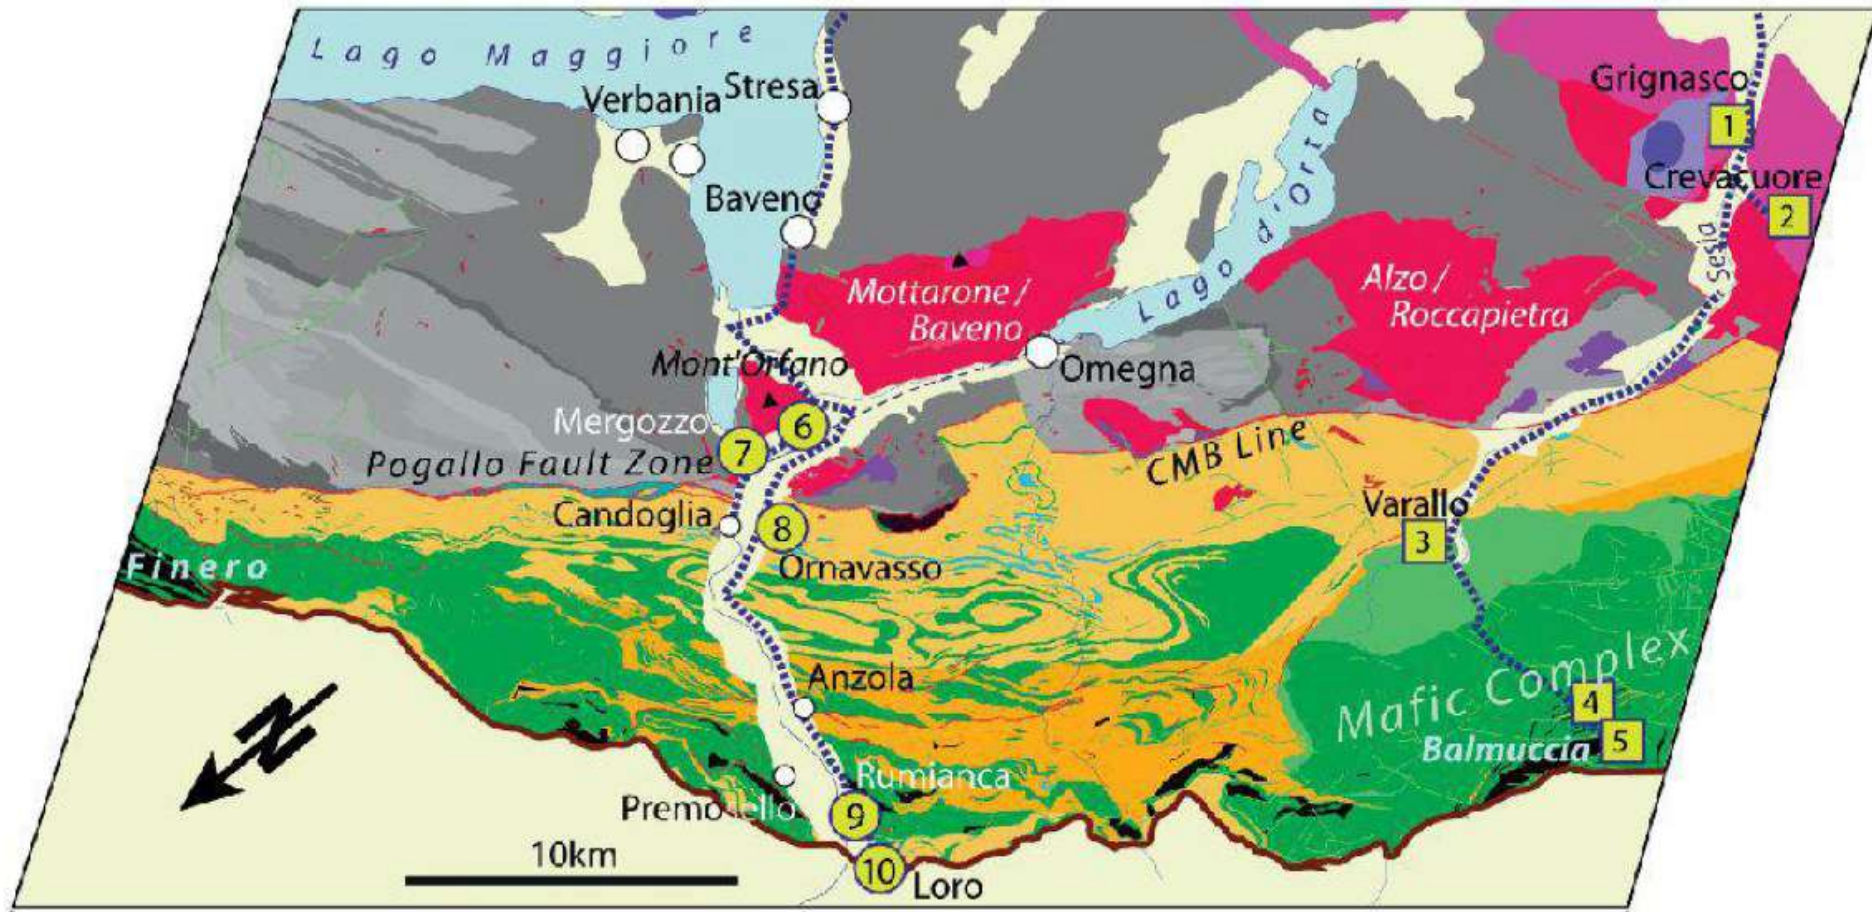 Lago Maggiore
Verbania
Stresa
Grignasco
1
Lago d'Orta
Crevacuore
Baveno
2
Sesia
Mottarone /
Baveno
Alzo /
Roccapietra
Mont'Orfano
Omegna
Mergozzo
6
7
Pogallo Fault Zone
CMB Line
Candoglia
8
Varallo
3
Ornavasso
Finero
Anzola
Mafic Complex
4
Balmuccia
5
Rumianca
Premosello
9
N
10km
10
Loro